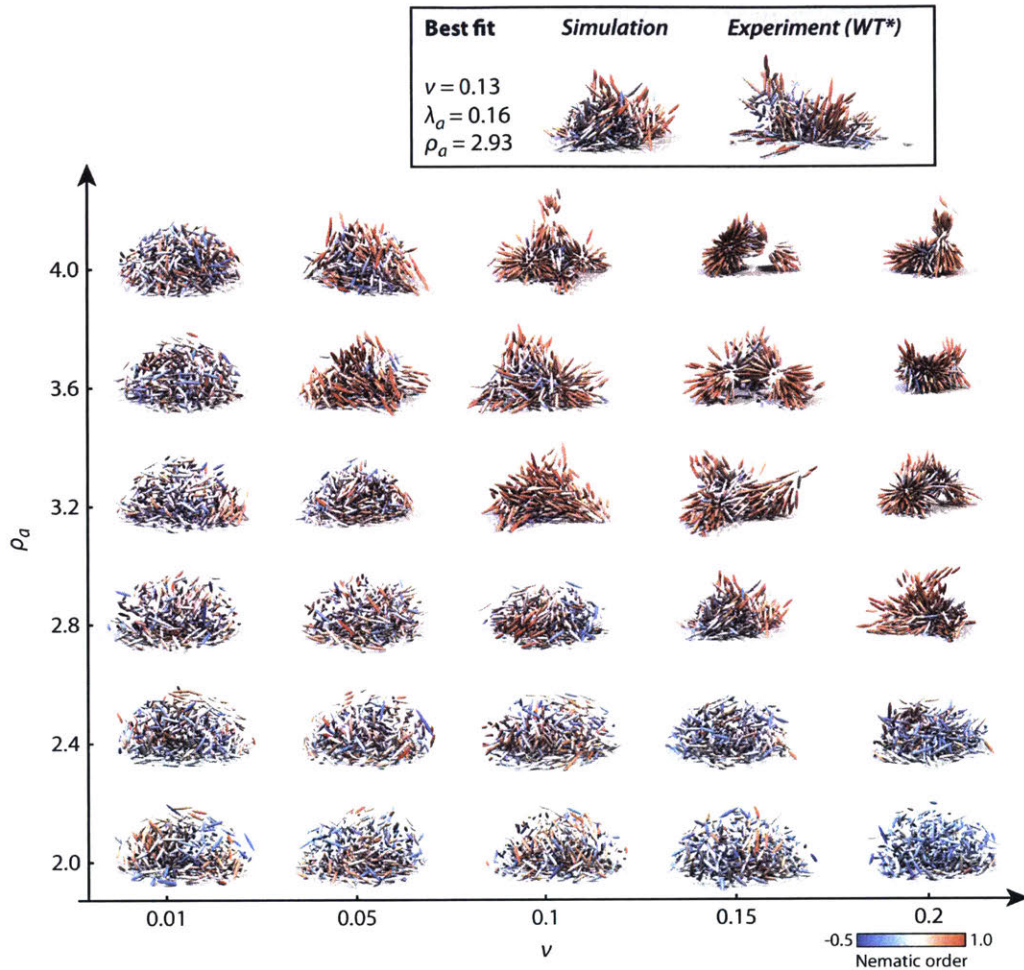 Best fit Simulation Experiment (WT*)
ν = 0.13
λa = 0.16
ρa = 2.93
4.0
3.6
3.2
ρa
2.8
2.4
2.0
0.01 0.05 0.1 0.15 0.2
ν
-0.5 1.0
Nematic order